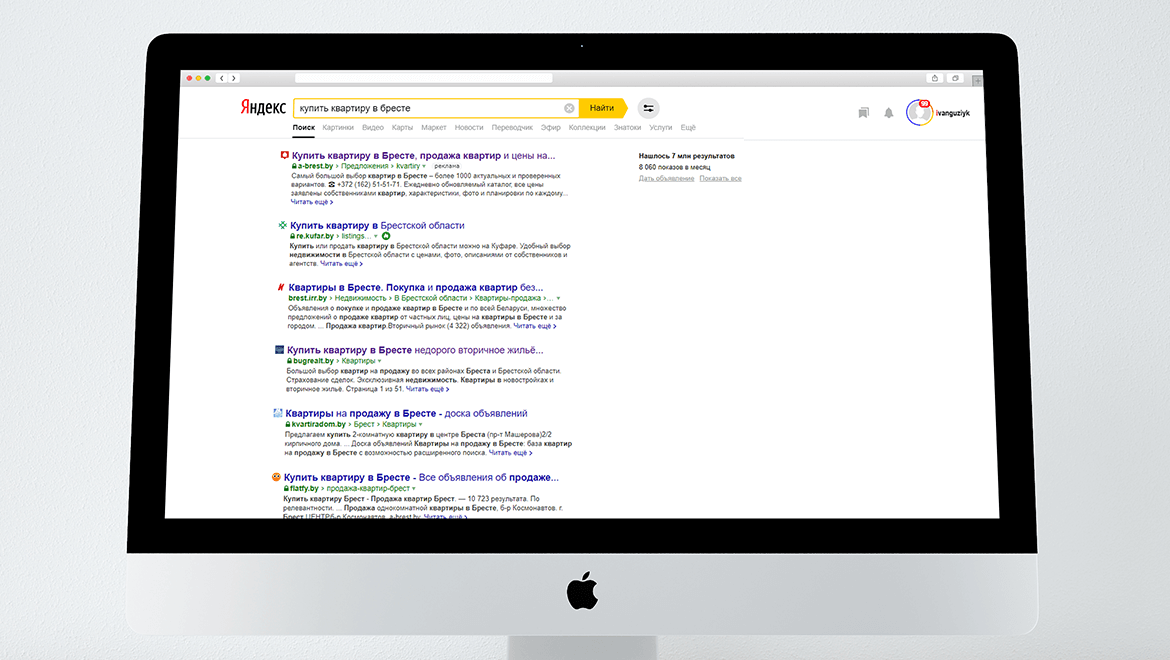 Яндекс
купить квартиру в бресте
Найти
99
ivanguziyk
Поиск Картинки Видео Карты Маркет Новости Переводчик Эфир Коллекции Знатоки Услуги Ещё
Купить квартиру в Бресте, продажа квартир и цены на...
a-brest.by › Предложения › kvartiry реклама
Самый большой выбор квартир в Бресте – более 1000 актуальных и проверенных
вариантов. ☎ +372 (162) 51-51-71. Ежедневно обновляемый каталог, все цены
заявлены собственниками квартир, характеристики, фото и планировки по каждому...
Читать ещё ›
Нашлось 7 млн результатов
8 060 показов в месяц
Дать объявление Показать все
Купить квартиру в Брестской области
re.kufar.by › listings...
Купить или продать квартиру в Брестской области можно на Куфаре. Удобный выбор
недвижимости в Брестской области с ценами, фото, описаниями от собственников и
агентств. Читать ещё ›
Квартиры в Бресте. Покупка и продажа квартир без...
brest.irr.by › Недвижимость › В Брестской области › Квартиры-продажа ›...
Объявления о покупке и продаже квартир в Бресте и по всей Беларуси, множество
предложений о продаже квартир от частных лиц, цены на квартиры в Бресте и за
городом. ... Продажа квартир.Вторичный рынок (4 322) объявления. Читать ещё ›
Купить квартиру в Бресте недорого вторичное жильё...
bugrealt.by › Квартиры
Большой выбор квартир на продажу во всех районах Бреста и Брестской области.
Страхование сделок. Эксклюзивная недвижимость. Квартиры в новостройках и
вторичное жильё. Страница 1 из 51. Читать ещё ›
Квартиры на продажу в Бресте - доска объявлений
kvartiradom.by › Брест › Квартиры
Предлагаем купить 2-комнатную квартиру в центре Бреста (пр-т Машерова)2/2
кирпичного дома. ... Доска объявлений Квартиры на продажу в Бресте: база квартир
на продажу в Бресте с возможностью расширенного поиска. Читать ещё ›
Купить квартиру в Бресте - Все объявления об продаже...
flatfy.by › продажа-квартир-брест
Купить квартиру Брест - Продажа квартир Брест. — 10 723 результата. По
релевантности. ... Продажа однокомнатной квартиры в Бресте, б-р Космонавтов. г.
Брест ЦЕНТРб-р Космонавтов. a-brest.by Читать ещё ›